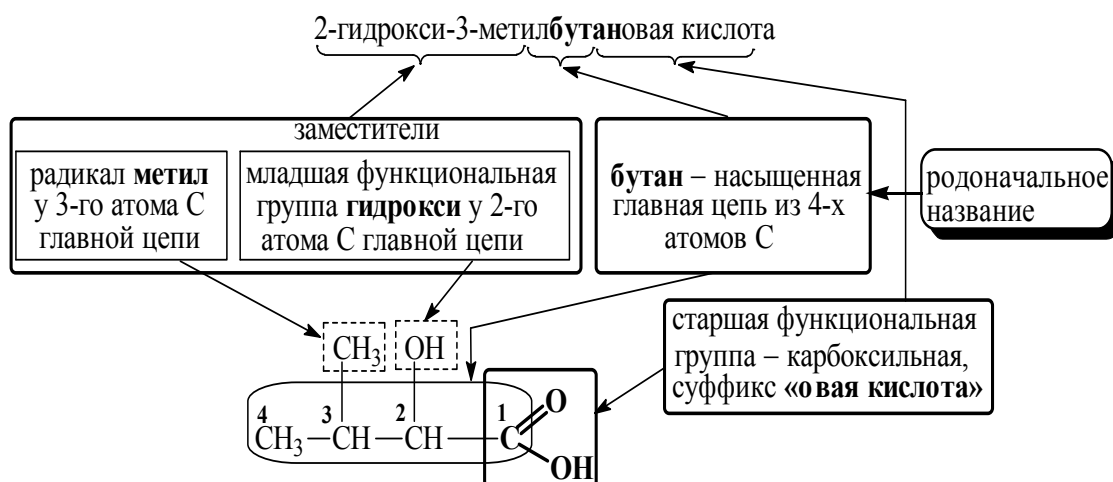 2-гидрокси-3-метилбутановая кислота
заместители
радикал метил
у 3-го атома С
главной цепи
младшая функциональная
группа гидрокси у 2-го
атома С главной цепи
бутан – насыщенная
главная цепь из 4-х
атомов С
родоначальное
название
старшая функциональная
группа – карбоксильная,
суффикс «овая кислота»
CH3 OH
4 3 2 1 O
CH3 CH CH C
OH